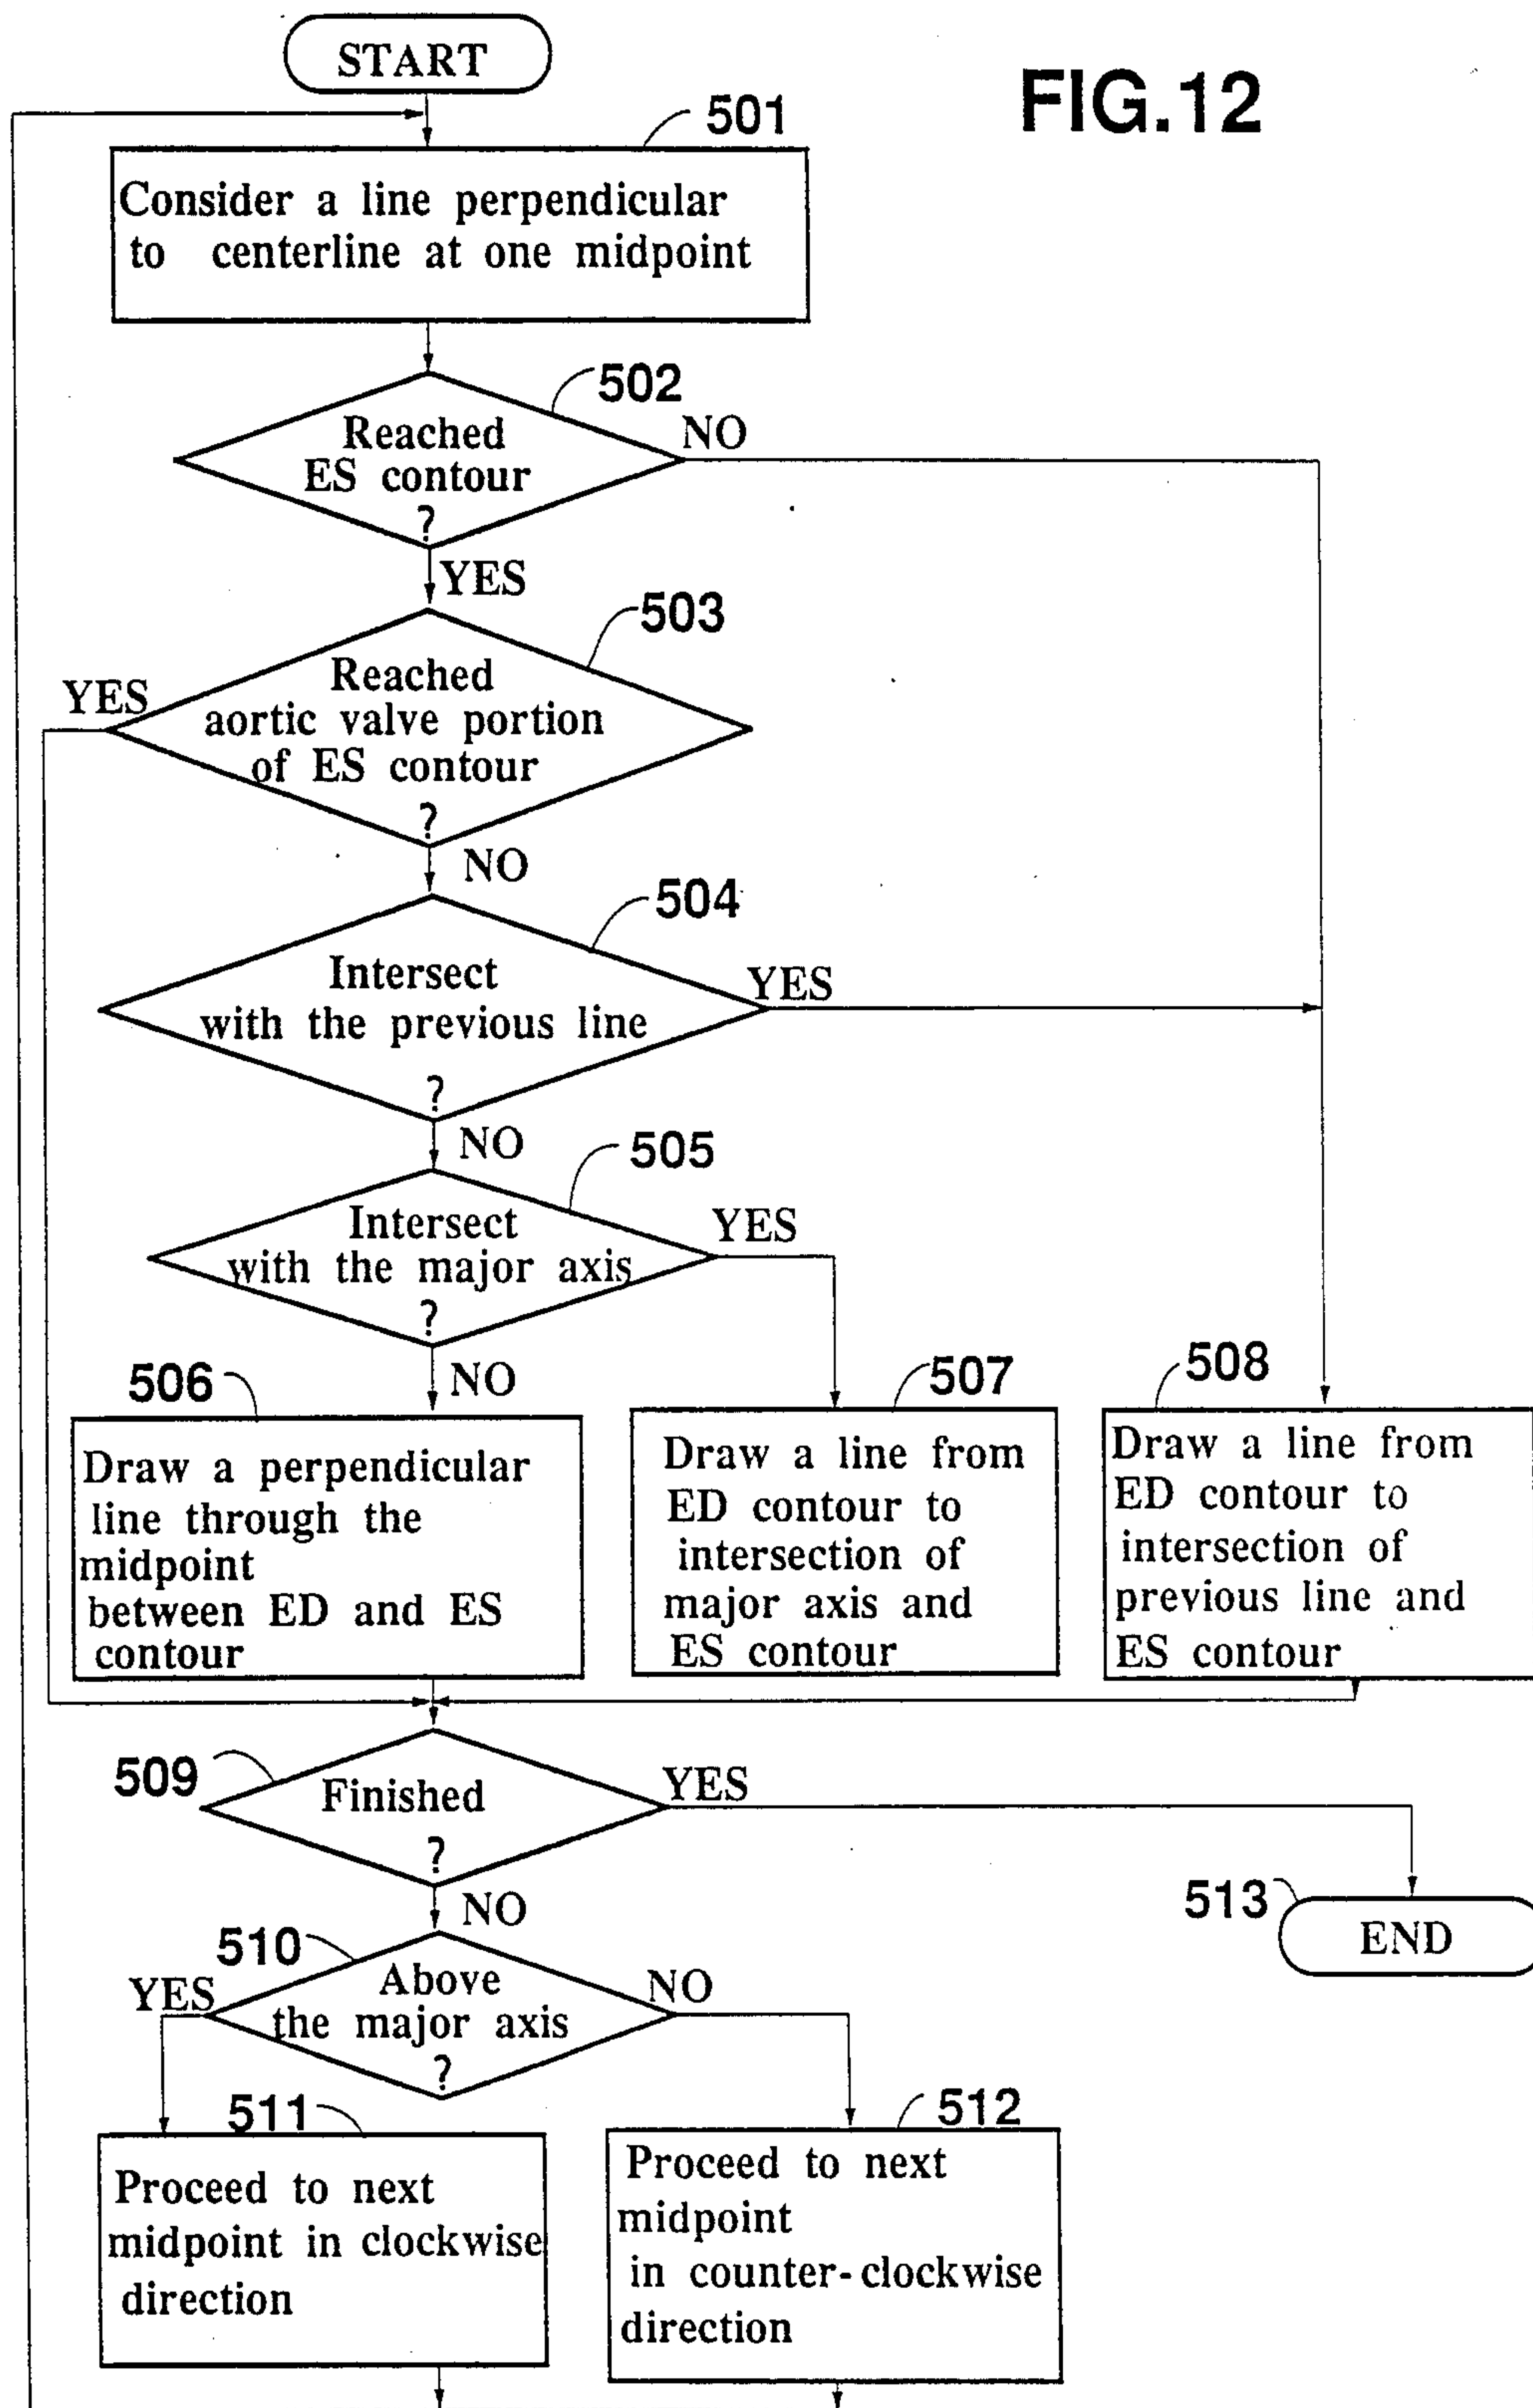 START
FIG.12
501
Consider a line perpendicular
to centerline at one midpoint
502
Reached
ES contour
?
NO
YES
503
Reached
aortic valve portion
of ES contour
?
YES
NO
504
Intersect
with the previous line
?
YES
NO
505
Intersect
with the major axis
?
YES
NO
506
Draw a perpendicular
line through the
midpoint
between ED and ES
contour
507
Draw a line from
ED contour to
intersection of
major axis and
ES contour
508
Draw a line from
ED contour to
intersection of
previous line and
ES contour
509
Finished
?
YES
NO
513
END
510
Above
the major axis
?
YES
NO
511
Proceed to next
midpoint in clockwise
direction
512
Proceed to next
midpoint
in counter-clockwise
direction